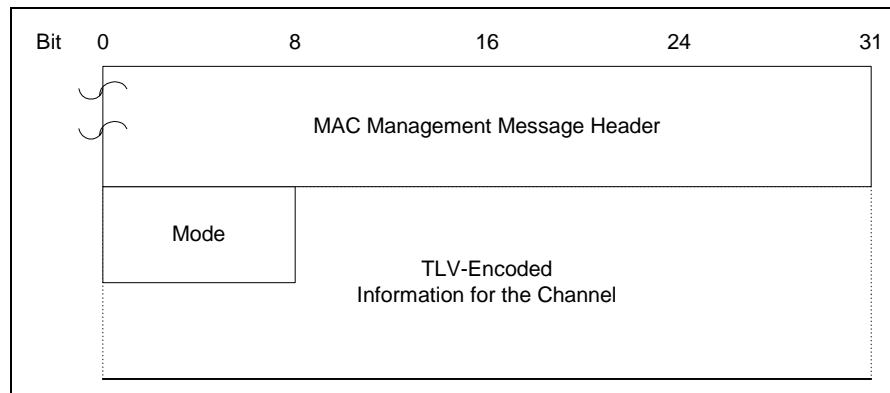 Bit 0 8 16 24 31
MAC Management Message Header
Mode
TLV-Encoded
Information for the Channel